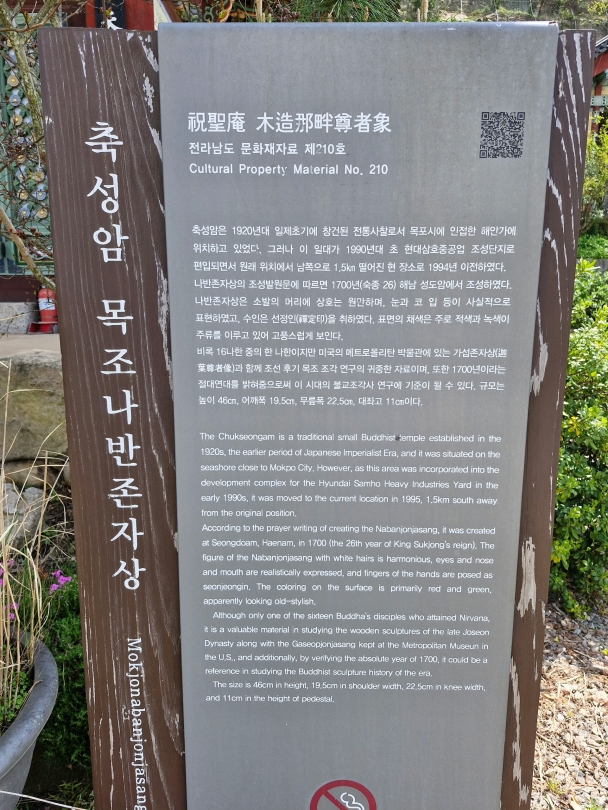 축성암 목조나반존자상
Mokjonabanjonjasang
祝聖庵 木造那畔尊者象
전라남도 문화재자료 제210호
Cultural Property Material No. 210
축성암은 1920년대 일제초기에 창건된 전통사찰로서 목포시에 인접한 해안가에
위치하고 있었다. 그러나 이 일대가 1990년대 초 현대삼호중공업 조성단지로
편입되면서 원래 위치에서 남쪽으로 1,5km 떨어진 현 장소로 1994년 이전하였다.
나반존자상의 조성발원문에 따르면 1700년(숙종 26) 해남 성도암에서 조성하였다.
나반존자상은 소발의 머리에 상호는 원만하며, 눈과 코 입 등이 사실적으로
표현하였고, 수인은 선정인(禪定印)을 취하였다. 표면의 채색은 주로 적색과 녹색이
주류를 이루고 있어 고풍스럽게 보인다.
비록 16나한 중의 한 나한이지만 미국의 메트로폴리탄 박물관에 있는 가섭존자상(迦
葉尊者像)과 함께 조선 후기 목조 조각 연구의 귀중한 자료이며, 또한 1700년이라는
절대연대를 밝혀줌으로써 이 시대의 불교조각사 연구에 기준이 될 수 있다. 규모는
높이 46㎝, 어깨폭 19.5㎝, 무릎폭 22.5㎝, 대좌고 11㎝이다.
The Chukseongam is a traditional small Buddhist temple established in the
1920s, the earlier period of Japanese Imperialist Era, and it was situated on the
seashore close to Mokpo City. However, as this area was incorporated into the
development complex for the Hyundai Samho Heavy Industries Yard in the
early 1990s, it was moved to the current location in 1995, 1,5km south away
from the original position.
According to the prayer writing of creating the Nabanjonjasang, it was created
at Seongdoam, Haenam, in 1700 (the 26th year of King Sukjong's reign). The
figure of the Nabanjonjasang with white hairs is harmonious, eyes and nose
and mouth are realistically expressed, and fingers of the hands are posed as
seonjeongin. The coloring on the surface is primarily red and green,
apparently looking old-stylish.
Although only one of the sixteen Buddha's disciples who attained Nirvana,
it is a valuable material in studying the wooden sculptures of the late Joseon
Dynasty along with the Gaseopjonjasang kept at the Metropolitan Museum in
the U.S., and additionally, by verifying the absolute year of 1700, it could be a
reference in studying the Buddhist sculpture history of the era.
The size is 46cm in height, 19,5cm in shoulder width, 22,5cm in knee width,
and 11cm in the height of pedestal.